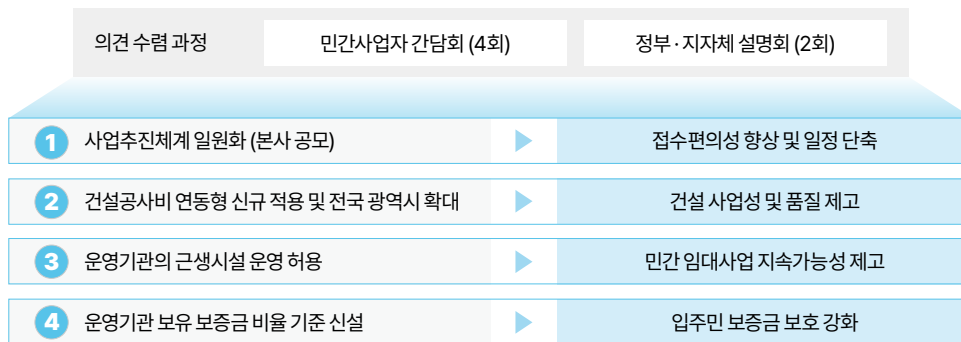 의견 수렴 과정 민간사업자 간담회 (4회) 정부·지자체 설명회 (2회)
1 사업추진체계 일원화 (본사 공모) 접수편의성 향상 및 일정 단축
2 건설공사비 연동형 신규 적용 및 전국 광역시 확대 건설 사업성 및 품질 제고
3 운영기관의 근생시설 운영 허용 민간 임대사업 지속가능성 제고
4 운영기관 보유 보증금 비율 기준 신설 입주민 보증금 보호 강화